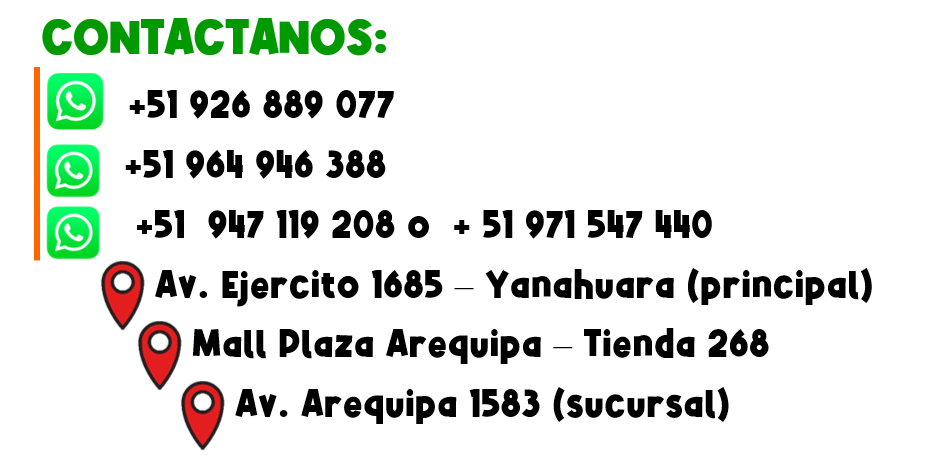 CONTACTANOS:
+51 926 889 077
+51 964 946 388
+51 947 119 208 o + 51 971 547 440
Av. Ejercito 1685 – Yanahuara (principal)
Mall Plaza Arequipa – Tienda 268
Av. Arequipa 1583 (sucursal)